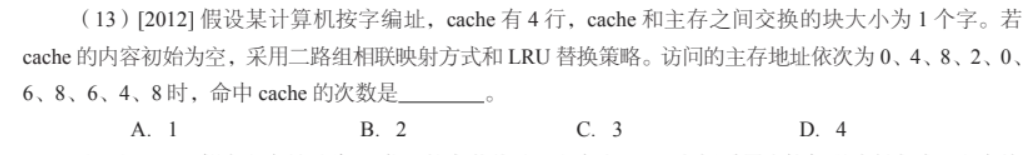 （13）[2012] 假设某计算机按字编址，cache 有 4 行，cache 和主存之间交换的块大小为 1 个字。若
cache 的内容初始为空，采用二路组相联映射方式和 LRU 替换策略。访问的主存地址依次为 0、4、8、2、0、
6、8、6、4、8 时，命中 cache 的次数是________。
A. 1 B. 2 C. 3 D. 4